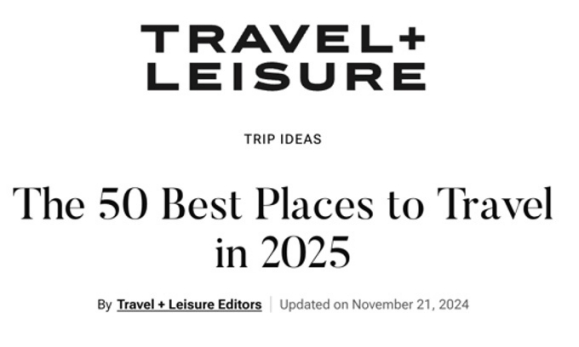 TRAVEL+
LEISURE
TRIP IDEAS
The 50 Best Places to Travel
in 2025
By Travel + Leisure Editors | Updated on November 21, 2024